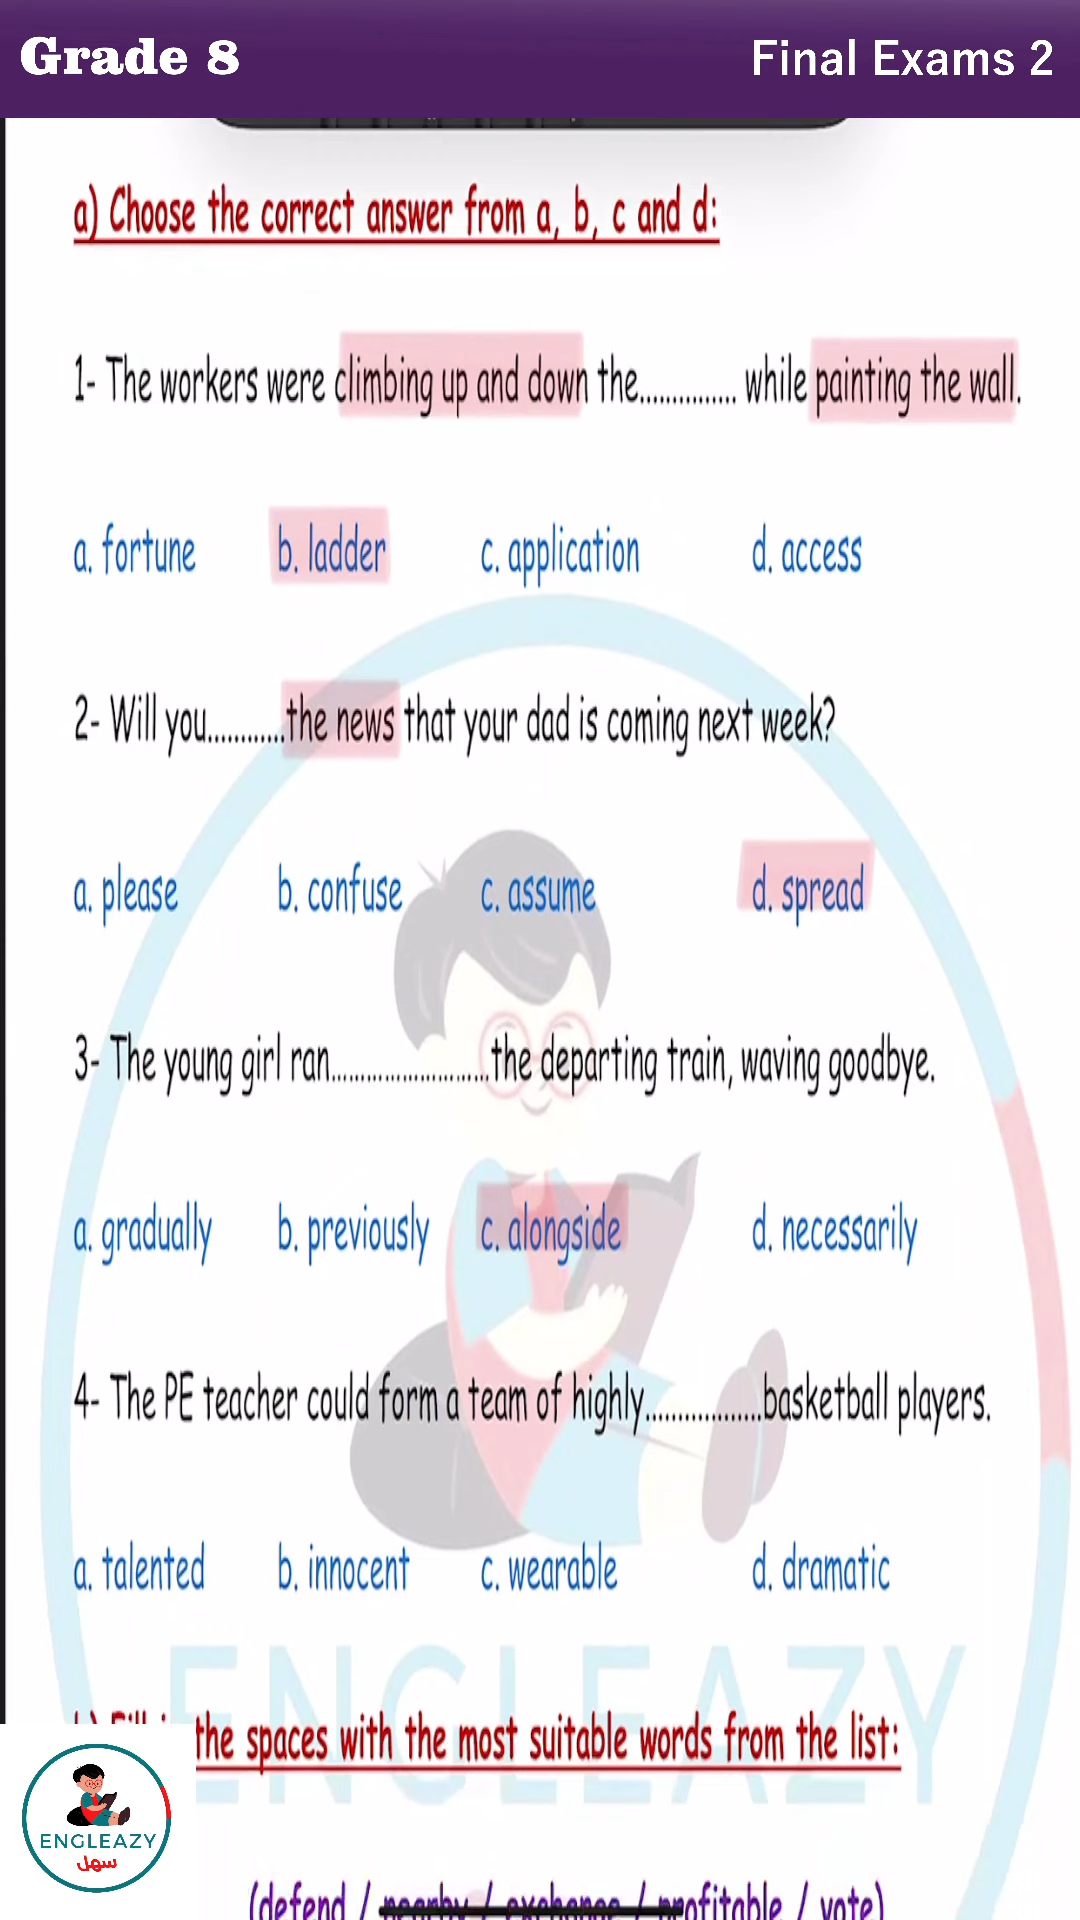 Grade 8
Final Exams 2
a) Choose the correct answer from a, b, c and d:
1- The workers were climbing up and down the............... while painting the wall.
a. fortune b. ladder c. application d. access
2- Will you............the news that your dad is coming next week?
a. please b. confuse c. assume d. spread
3- The young girl ran........................the departing train, waving goodbye.
a. gradually b. previously c. alongside d. necessarily
4- The PE teacher could form a team of highly..................basketball players.
a. talented b. innocent c. wearable d. dramatic
ENGLEAZY
the spaces with the most suitable words from the list:
ENGLEAZY
سهل
(defend / nearby / exchange / profitable / vote)